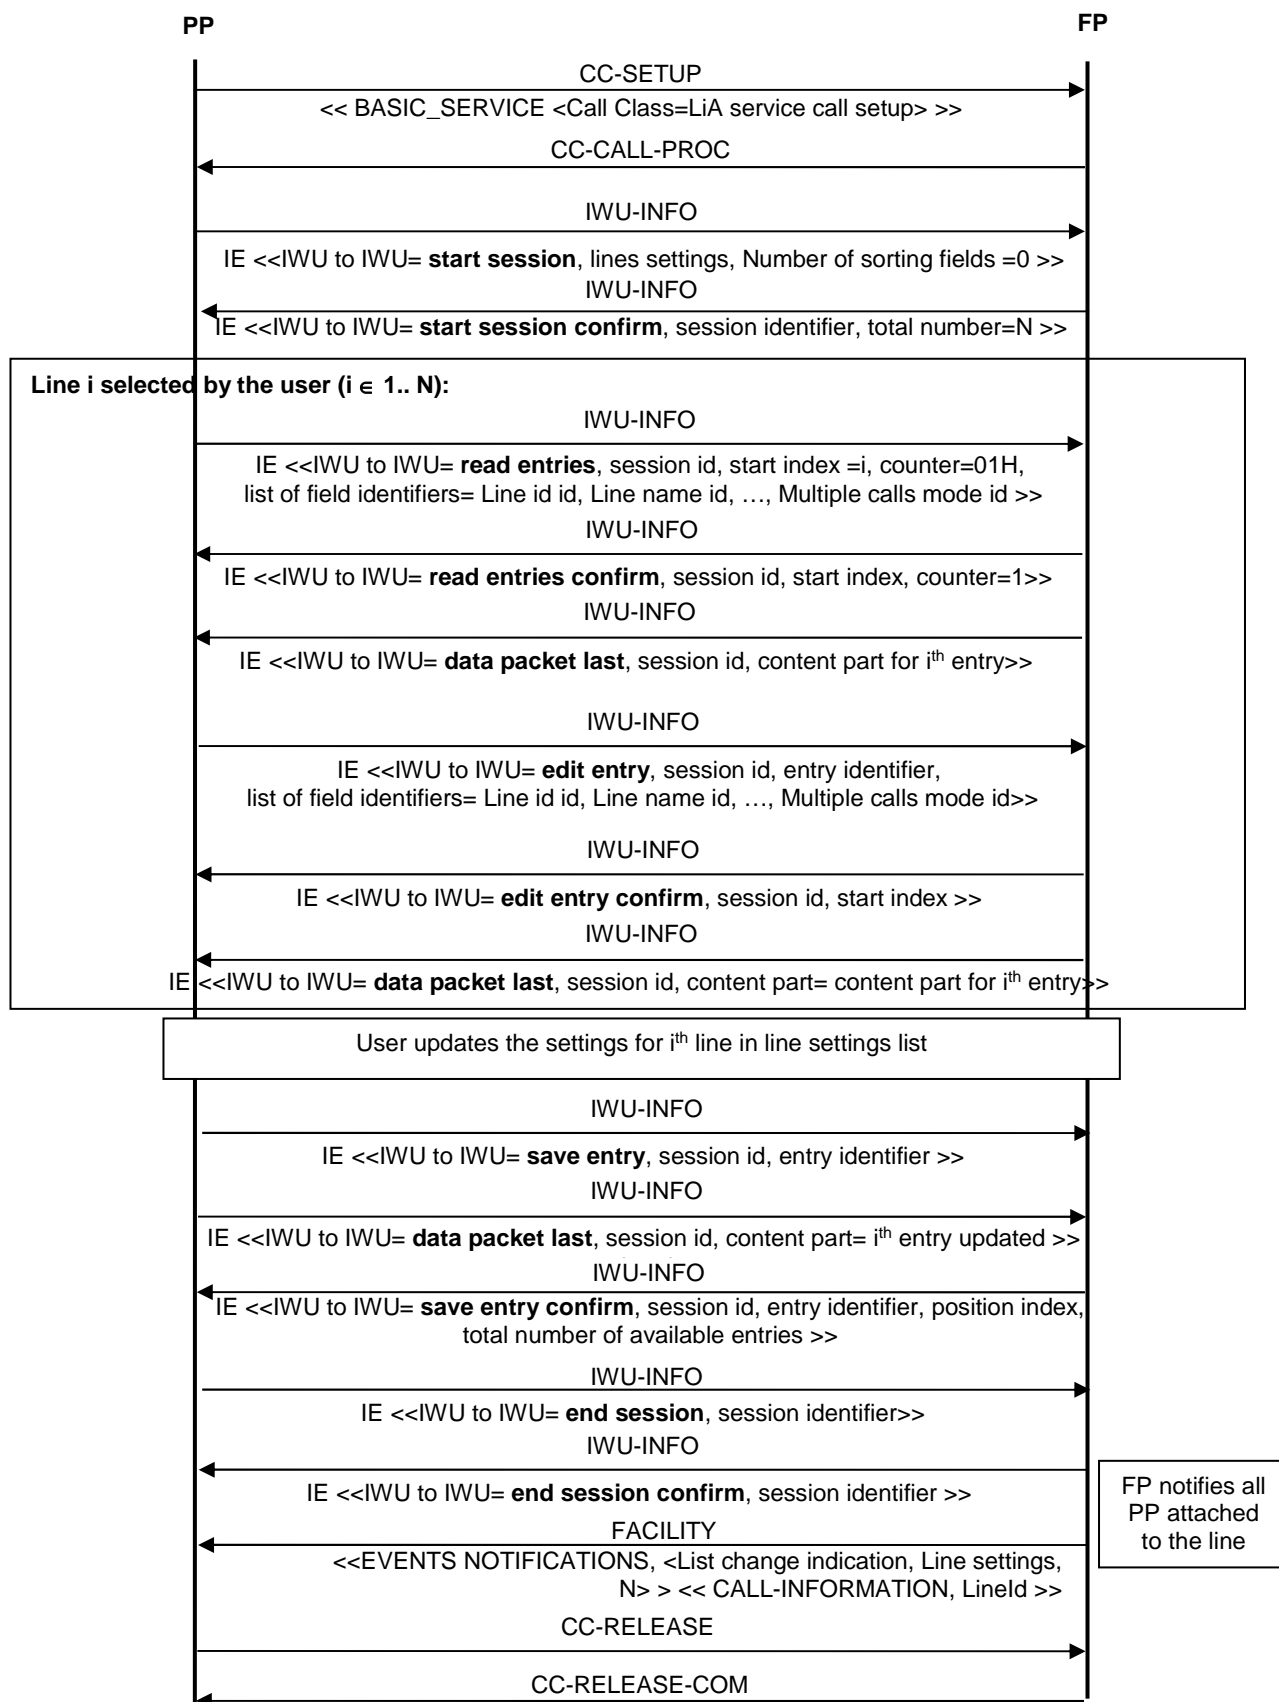 PP
FP
CC-SETUP
<< BASIC_SERVICE <Call Class=LiA service call setup> >>
CC-CALL-PROC
IWU-INFO
IE <<IWU to IWU= start session, lines settings, Number of sorting fields =0 >>
IWU-INFO
IE <<IWU to IWU= start session confirm, session identifier, total number=N >>
Line i selected by the user (i ∈ 1.. N):
IWU-INFO
IE <<IWU to IWU= read entries, session id, start index =i, counter=01H,
list of field identifiers= Line id id, Line name id, …, Multiple calls mode id >>
IWU-INFO
IE <<IWU to IWU= read entries confirm, session id, start index, counter=1>>
IWU-INFO
IE <<IWU to IWU= data packet last, session id, content part for ith entry>>
IWU-INFO
IE <<IWU to IWU= edit entry, session id, entry identifier,
list of field identifiers= Line id id, Line name id, …, Multiple calls mode id>>
IWU-INFO
IE <<IWU to IWU= edit entry confirm, session id, start index >>
IWU-INFO
IE <<IWU to IWU= data packet last, session id, content part= content part for ith entry>>
User updates the settings for ith line in line settings list
IWU-INFO
IE <<IWU to IWU= save entry, session id, entry identifier >>
IWU-INFO
IE <<IWU to IWU= data packet last, session id, content part= ith entry updated >>
IWU-INFO
IE <<IWU to IWU= save entry confirm, session id, entry identifier, position index,
total number of available entries >>
IWU-INFO
IE <<IWU to IWU= end session, session identifier>>
IWU-INFO
IE <<IWU to IWU= end session confirm, session identifier >>
FP notifies all
PP attached
to the line
FACILITY
<<EVENTS NOTIFICATIONS, <List change indication, Line settings,
N> > << CALL-INFORMATION, LineId >>
CC-RELEASE
CC-RELEASE-COM